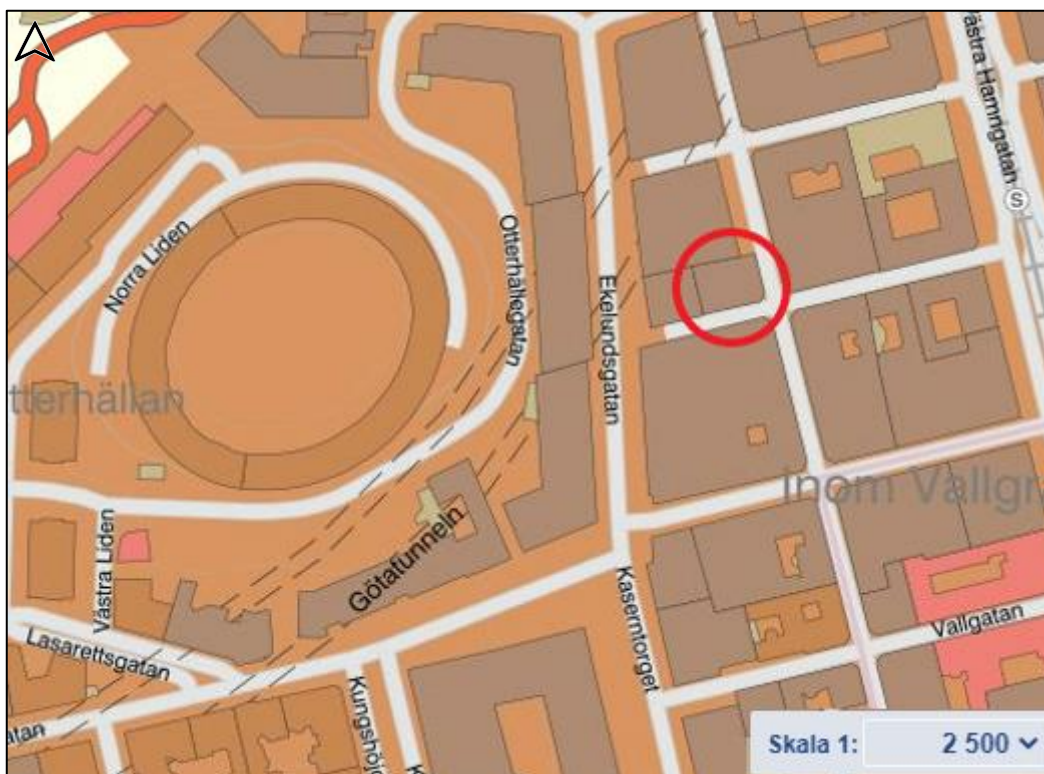 Västra Hamngatan
S
Norra Liden
Otterhällegatan
Ekelundsgatan
tterhällan
Inom Vallgr
Götatunneln
Västra Liden
Lasarettsgatan
Kaserntorget
Vallgatan
Kungshöjd
atan
K
Skala 1: 2 500